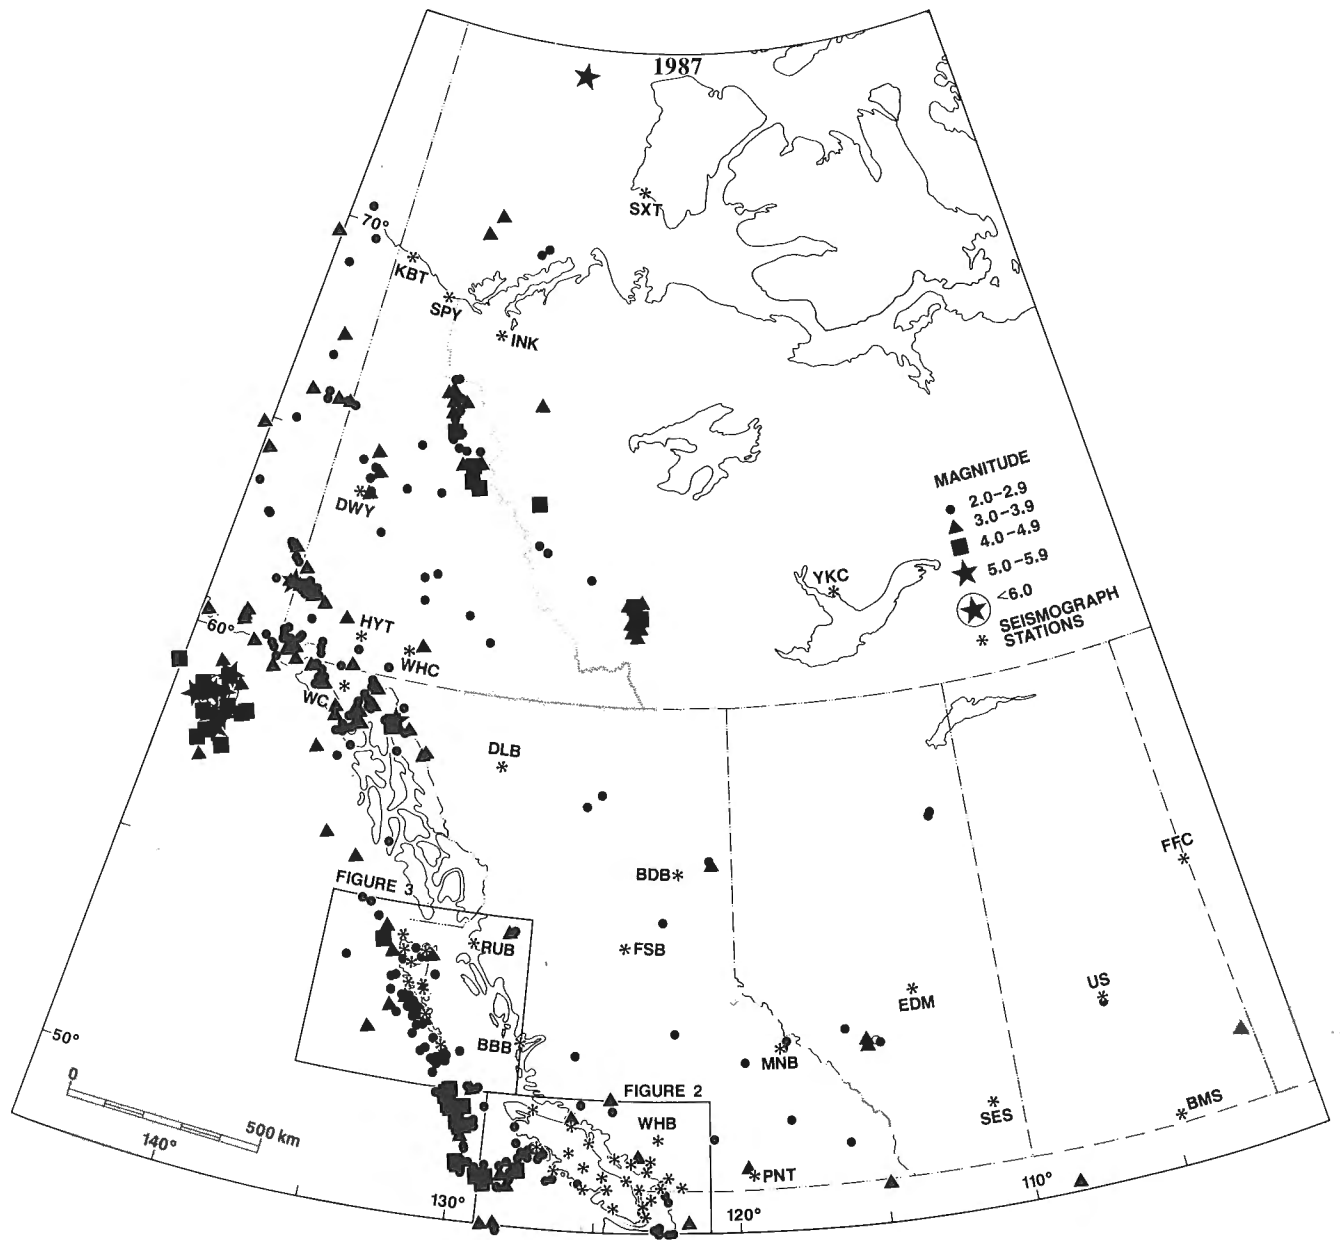 1987
SXT
70°
KBT
SPY
INK
MAGNITUDE
2.0-2.9
3.0-3.9
4.0-4.9
5.0-5.9
<6.0
SEISMOGRAPH
STATIONS
DWY
YKC
60°
HYT
WHC
WC
DLB
FFC
BDB
FIGURE 3
RUB
FSB
EDM
US
50°
BBB
MNB
0
500 km
FIGURE 2
WHB
SES
BMS
PNT
140°
130°
120°
110°